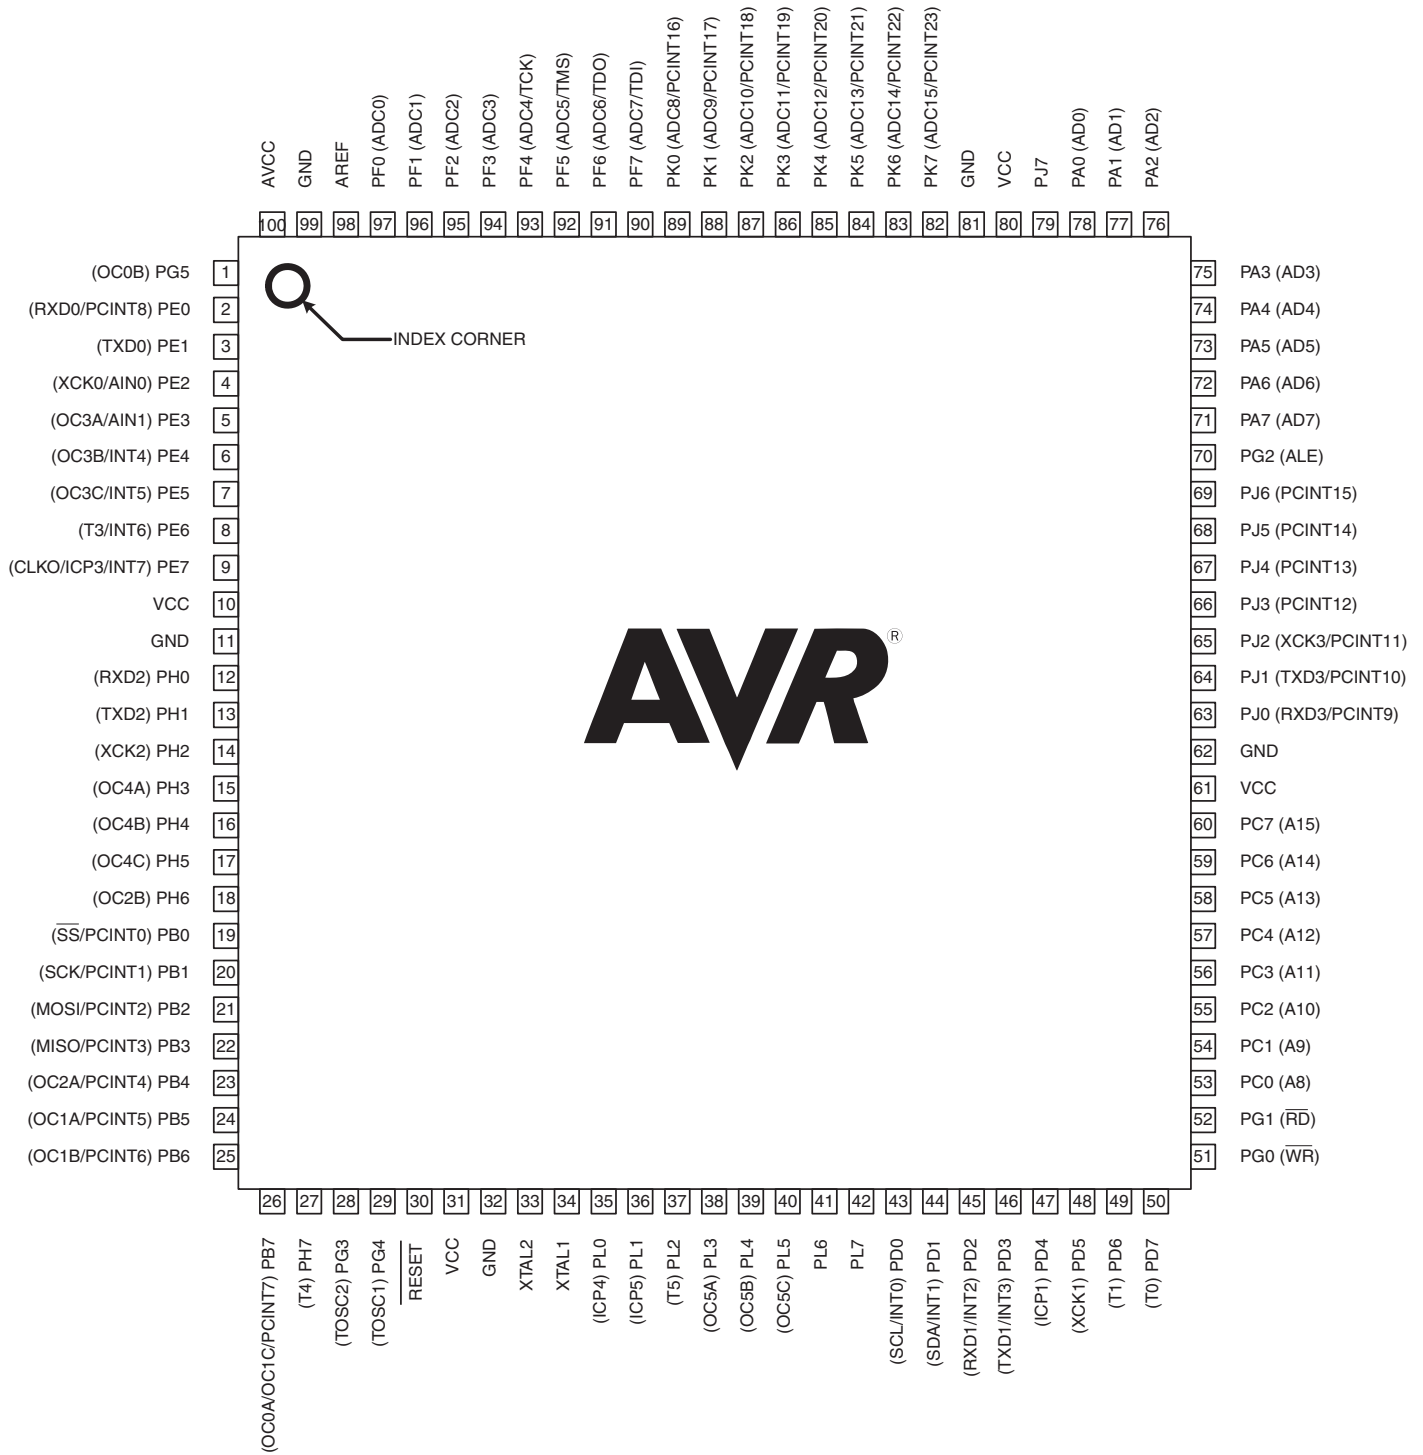 AVCC
GND
AREF
PF0 (ADC0)
PF1 (ADC1)
PF2 (ADC2)
PF3 (ADC3)
PF4 (ADC4/TCK)
PF5 (ADC5/TMS)
PF6 (ADC6/TDO)
PF7 (ADC7/TDI)
PK0 (ADC8/PCINT16)
PK1 (ADC9/PCINT17)
PK2 (ADC10/PCINT18)
PK3 (ADC11/PCINT19)
PK4 (ADC12/PCINT20)
PK5 (ADC13/PCINT21)
PK6 (ADC14/PCINT22)
PK7 (ADC15/PCINT23)
GND
VCC
PJ7
PA0 (AD0)
PA1 (AD1)
PA2 (AD2)
100 99 98 97 96 95 94 93 92 91 90 89 88 87 86 85 84 83 82 81 80 79 78 77 76
(OC0B) PG5 1
(RXD0/PCINT8) PE0 2
(TXD0) PE1 3
(XCK0/AIN0) PE2 4
(OC3A/AIN1) PE3 5
(OC3B/INT4) PE4 6
(OC3C/INT5) PE5 7
(T3/INT6) PE6 8
(CLKO/ICP3/INT7) PE7 9
VCC 10
GND 11
(RXD2) PH0 12
(TXD2) PH1 13
(XCK2) PH2 14
(OC4A) PH3 15
(OC4B) PH4 16
(OC4C) PH5 17
(OC2B) PH6 18
(SS/PCINT0) PB0 19
(SCK/PCINT1) PB1 20
(MOSI/PCINT2) PB2 21
(MISO/PCINT3) PB3 22
(OC2A/PCINT4) PB4 23
(OC1A/PCINT5) PB5 24
(OC1B/PCINT6) PB6 25
INDEX CORNER
AVR®
75 PA3 (AD3)
74 PA4 (AD4)
73 PA5 (AD5)
72 PA6 (AD6)
71 PA7 (AD7)
70 PG2 (ALE)
69 PJ6 (PCINT15)
68 PJ5 (PCINT14)
67 PJ4 (PCINT13)
66 PJ3 (PCINT12)
65 PJ2 (XCK3/PCINT11)
64 PJ1 (TXD3/PCINT10)
63 PJ0 (RXD3/PCINT9)
62 GND
61 VCC
60 PC7 (A15)
59 PC6 (A14)
58 PC5 (A13)
57 PC4 (A12)
56 PC3 (A11)
55 PC2 (A10)
54 PC1 (A9)
53 PC0 (A8)
52 PG1 (RD)
51 PG0 (WR)
26 27 28 29 30 31 32 33 34 35 36 37 38 39 40 41 42 43 44 45 46 47 48 49 50
(OC0A/OC1C/PCINT7) PB7
(T4) PH7
(TOSC2) PG3
(TOSC1) PG4
RESET
VCC
GND
XTAL2
XTAL1
(ICP4) PL0
(ICP5) PL1
(T5) PL2
(OC5A) PL3
(OC5B) PL4
(OC5C) PL5
PL6
PL7
(SCL/INT0) PD0
(SDA/INT1) PD1
(RXD1/INT2) PD2
(TXD1/INT3) PD3
(ICP1) PD4
(XCK1) PD5
(T1) PD6
(T0) PD7